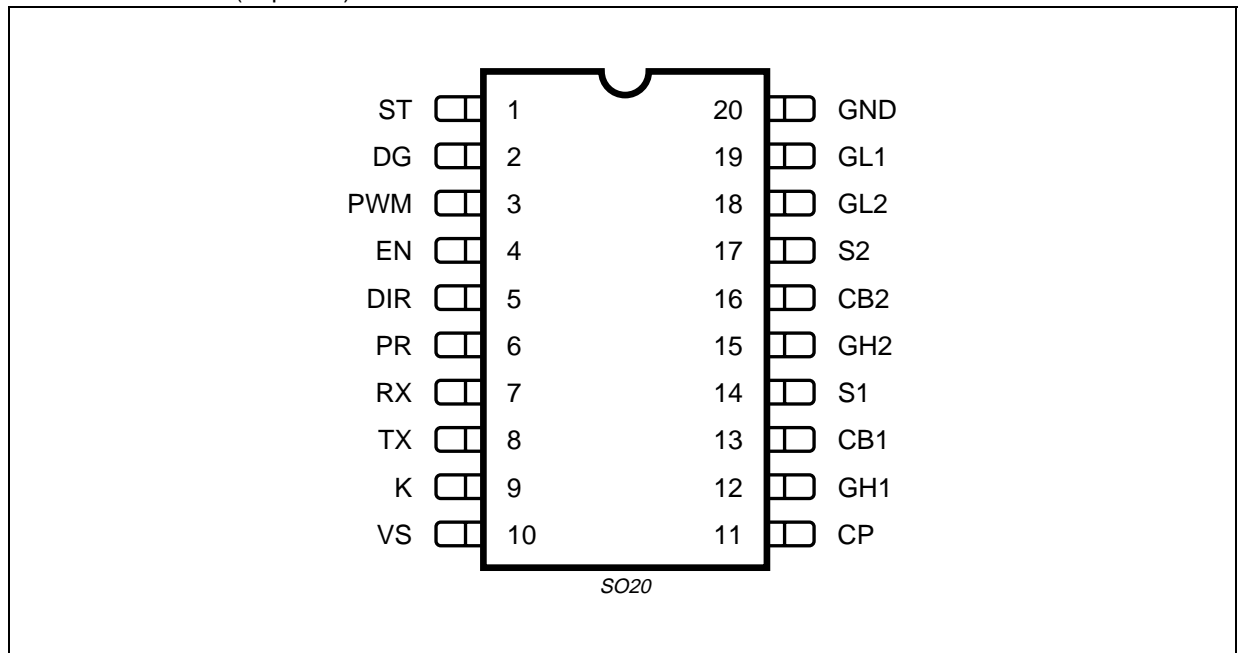 ST 1 20 GND
DG 2 19 GL1
PWM 3 18 GL2
EN 4 17 S2
DIR 5 16 CB2
PR 6 15 GH2
RX 7 14 S1
TX 8 13 CB1
K 9 12 GH1
VS 10 11 CP
SO20